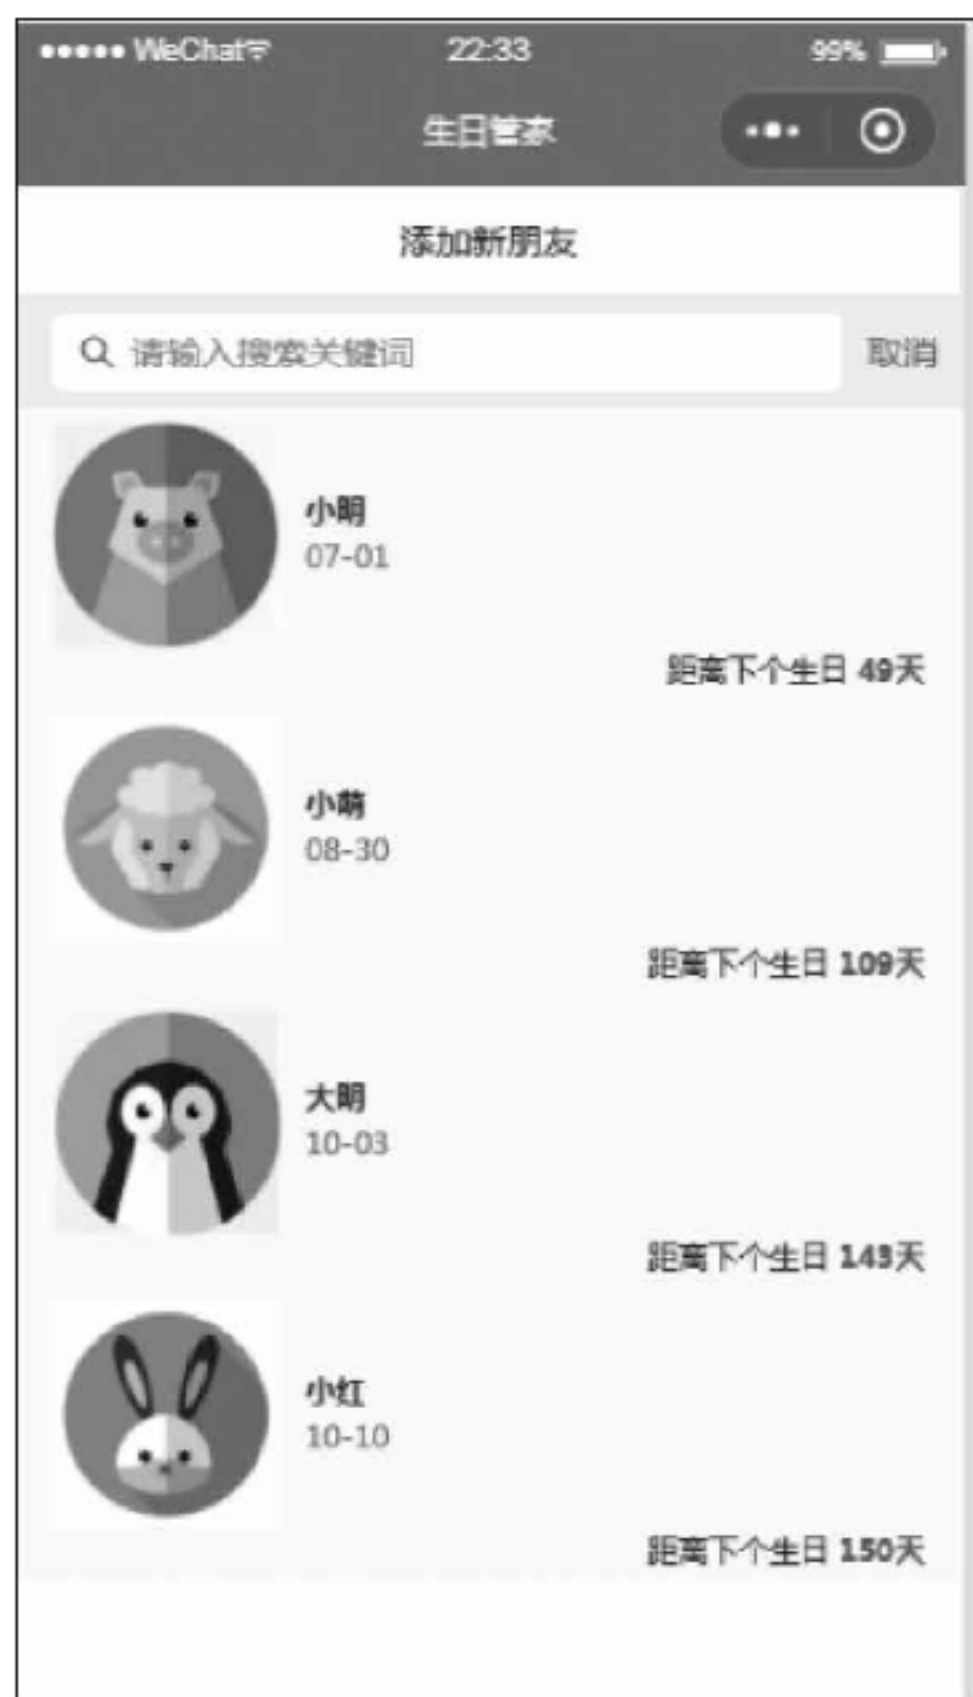 WeChat 22:33 99%
生日管家
添加新朋友
请输入搜索关键词 取消
小明
07-01
距离下个生日 49天
小萌
08-30
距离下个生日 109天
大明
10-03
距离下个生日 143天
小红
10-10
距离下个生日 150天